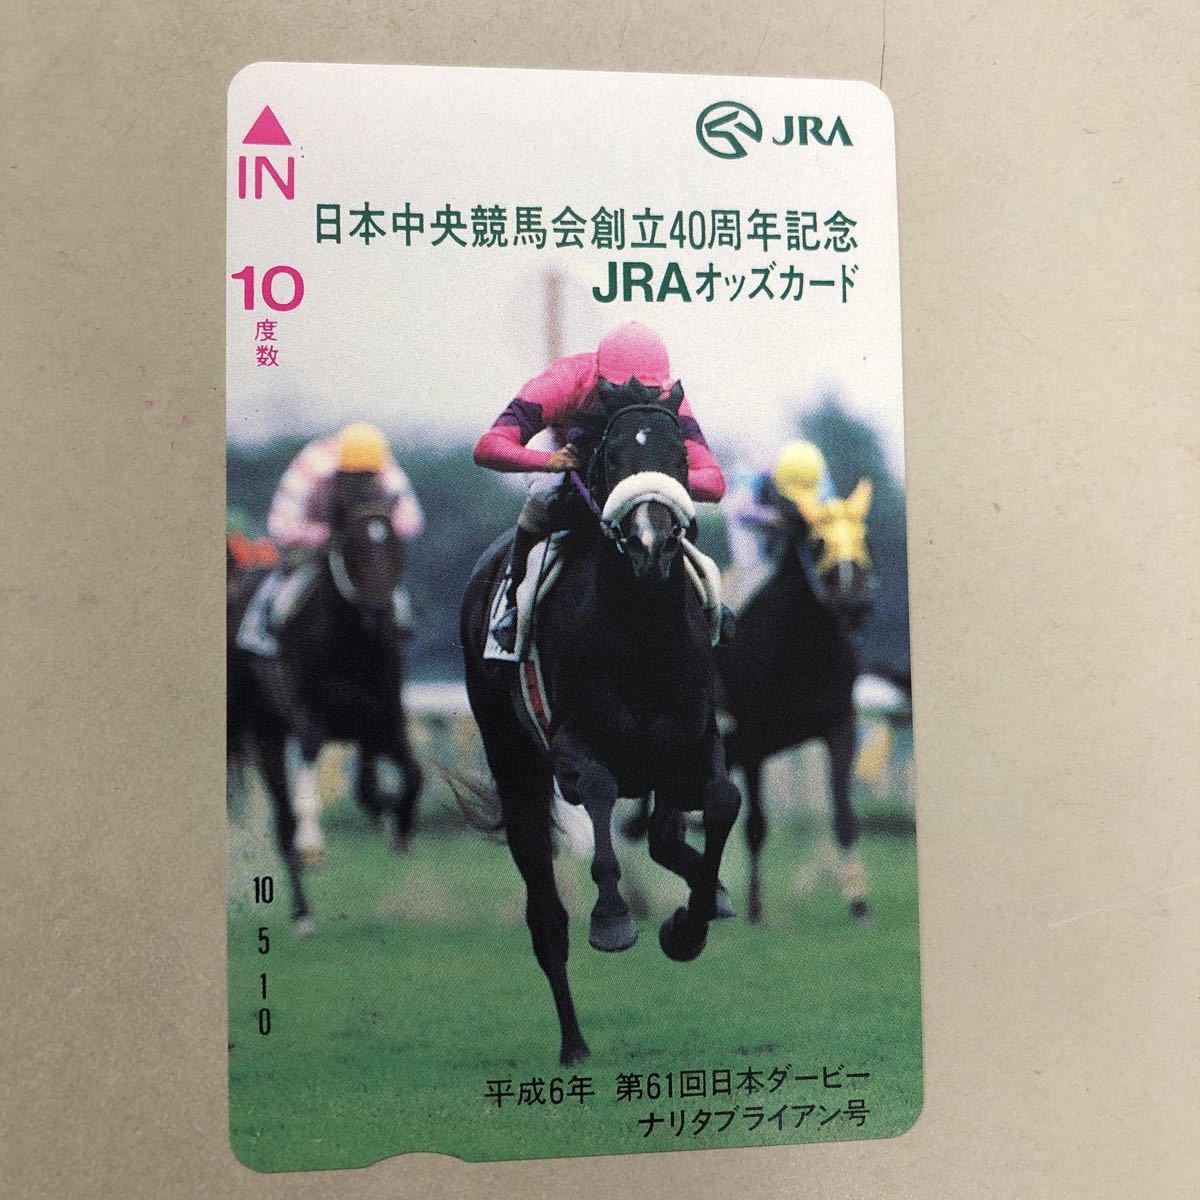 JRA
IN
日本中央競馬会創立40周年記念
JRAオッズカード
10
度数
10
5
1
0
平成6年 第61回日本ダービー
ナリタブライアン号